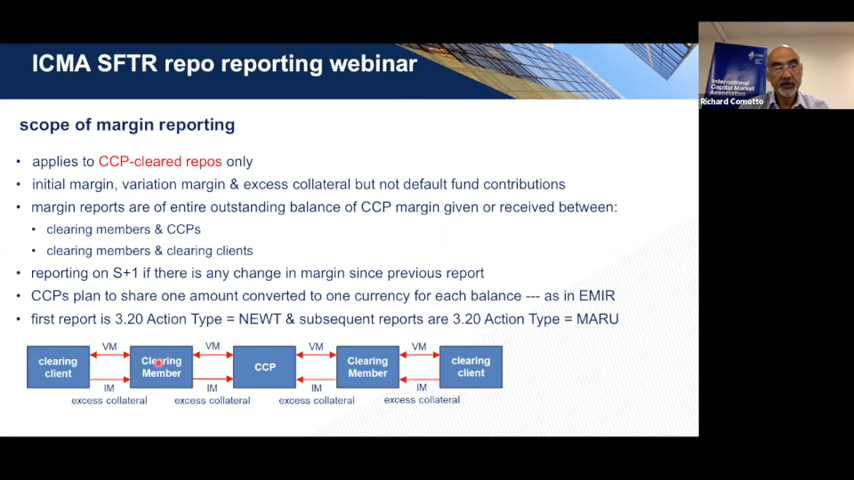 ICMA SFTR repo reporting webinar
scope of margin reporting
• applies to CCP-cleared repos only
• initial margin, variation margin & excess collateral but not default fund contributions
• margin reports are of entire outstanding balance of CCP margin given or received between:
• clearing members & CCPs
• clearing members & clearing clients
• reporting on S+1 if there is any change in margin since previous report
• CCPs plan to share one amount converted to one currency for each balance --- as in EMIR
• first report is 3.20 Action Type = NEWT & subsequent reports are 3.20 Action Type = MARU
VM VM VM VM
clearing client
Clearing Member
CCP
Clearing Member
clearing client
IM IM IM IM
excess collateral excess collateral excess collateral excess collateral
International
Capital Market
Association
Richard Comotto